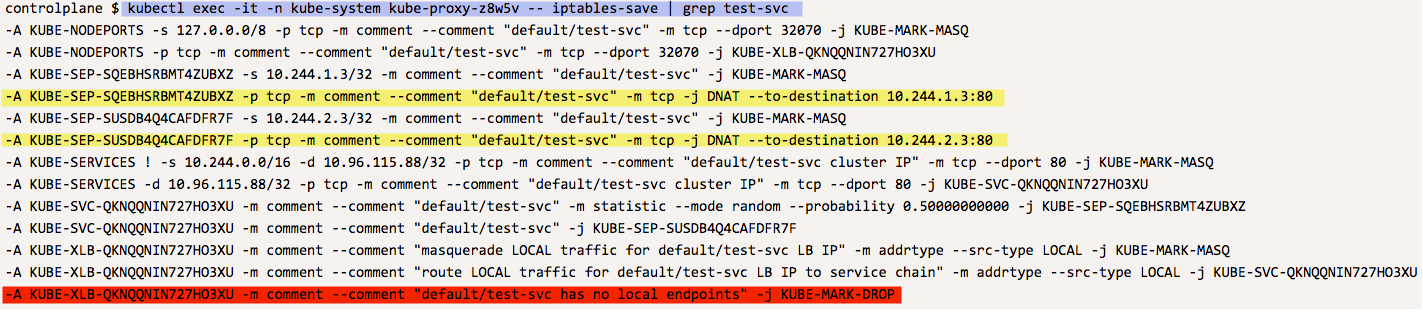 controlplane $ kubectl exec -it -n kube-system kube-proxy-z8w5v -- iptables-save | grep test-svc
-A KUBE-NODEPORTS -s 127.0.0.0/8 -p tcp -m comment --comment "default/test-svc" -m tcp --dport 32070 -j KUBE-MARK-MASQ
-A KUBE-NODEPORTS -p tcp -m comment --comment "default/test-svc" -m tcp --dport 32070 -j KUBE-XLB-QKNQQNIN727HO3XU
-A KUBE-SEP-SQEBHSRBMT4ZUBXZ -s 10.244.1.3/32 -m comment --comment "default/test-svc" -j KUBE-MARK-MASQ
-A KUBE-SEP-SQEBHSRBMT4ZUBXZ -p tcp -m comment --comment "default/test-svc" -m tcp -j DNAT --to-destination 10.244.1.3:80
-A KUBE-SEP-SUSDB4Q4CAFDFR7F -s 10.244.2.3/32 -m comment --comment "default/test-svc" -j KUBE-MARK-MASQ
-A KUBE-SEP-SUSDB4Q4CAFDFR7F -p tcp -m comment --comment "default/test-svc" -m tcp -j DNAT --to-destination 10.244.2.3:80
-A KUBE-SERVICES ! -s 10.244.0.0/16 -d 10.96.115.88/32 -p tcp -m comment --comment "default/test-svc cluster IP" -m tcp --dport 80 -j KUBE-MARK-MASQ
-A KUBE-SERVICES -d 10.96.115.88/32 -p tcp -m comment --comment "default/test-svc cluster IP" -m tcp --dport 80 -j KUBE-SVC-QKNQQNIN727HO3XU
-A KUBE-SVC-QKNQQNIN727HO3XU -m comment --comment "default/test-svc" -m statistic --mode random --probability 0.50000000000 -j KUBE-SEP-SQEBHSRBMT4ZUBXZ
-A KUBE-SVC-QKNQQNIN727HO3XU -m comment --comment "default/test-svc" -j KUBE-SEP-SUSDB4Q4CAFDFR7F
-A KUBE-XLB-QKNQQNIN727HO3XU -m comment --comment "masquerade LOCAL traffic for default/test-svc LB IP" -m addrtype --src-type LOCAL -j KUBE-MARK-MASQ
-A KUBE-XLB-QKNQQNIN727HO3XU -m comment --comment "route LOCAL traffic for default/test-svc LB IP to service chain" -m addrtype --src-type LOCAL -j KUBE-SVC-QKNQQNIN727HO3XU
-A KUBE-XLB-QKNQQNIN727HO3XU -m comment --comment "default/test-svc has no local endpoints" -j KUBE-MARK-DROP